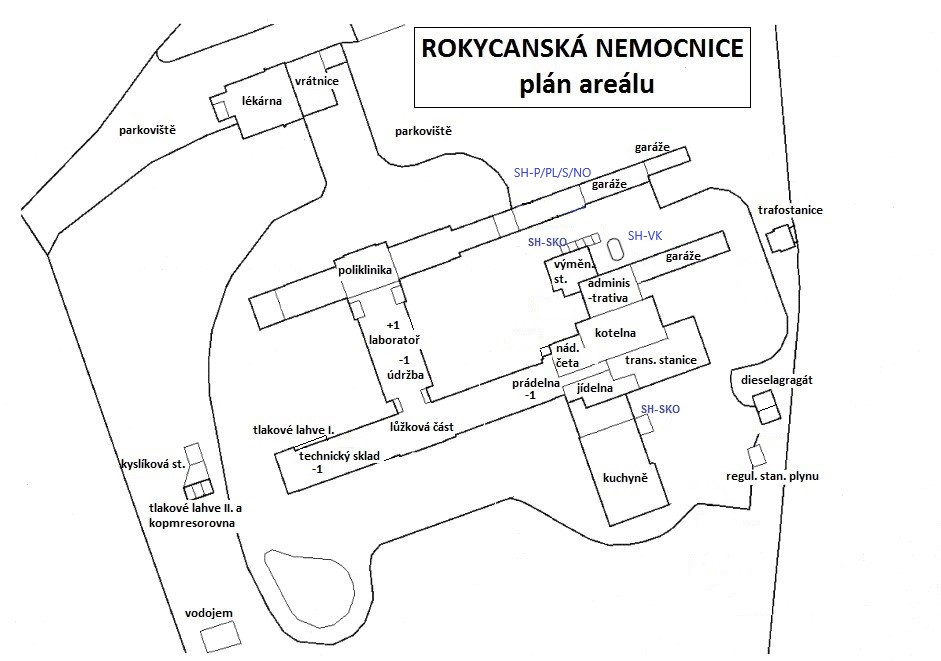 ROKYCANSKÁ NEMOCNICE
plán areálu
vrátnice
lékárna
parkoviště
parkoviště
garáže
SH-P/PL/S/NO
garáže
trafostanice
SH-SKO
SH-VK
garáže
poliklinika
výměn.
st.
adminis
-trativa
+1
laboratoř
-1
údržba
kotelna
nád.
četa
trans. stanice
prádelna
-1
jídelna
dieselagragát
SH-SKO
tlakové lahve I.
lůžková část
technický sklad
-1
kyslíková st.
kuchyně
regul. stan. plynu
tlakové lahve II. a
kopmresorovna
vodojem